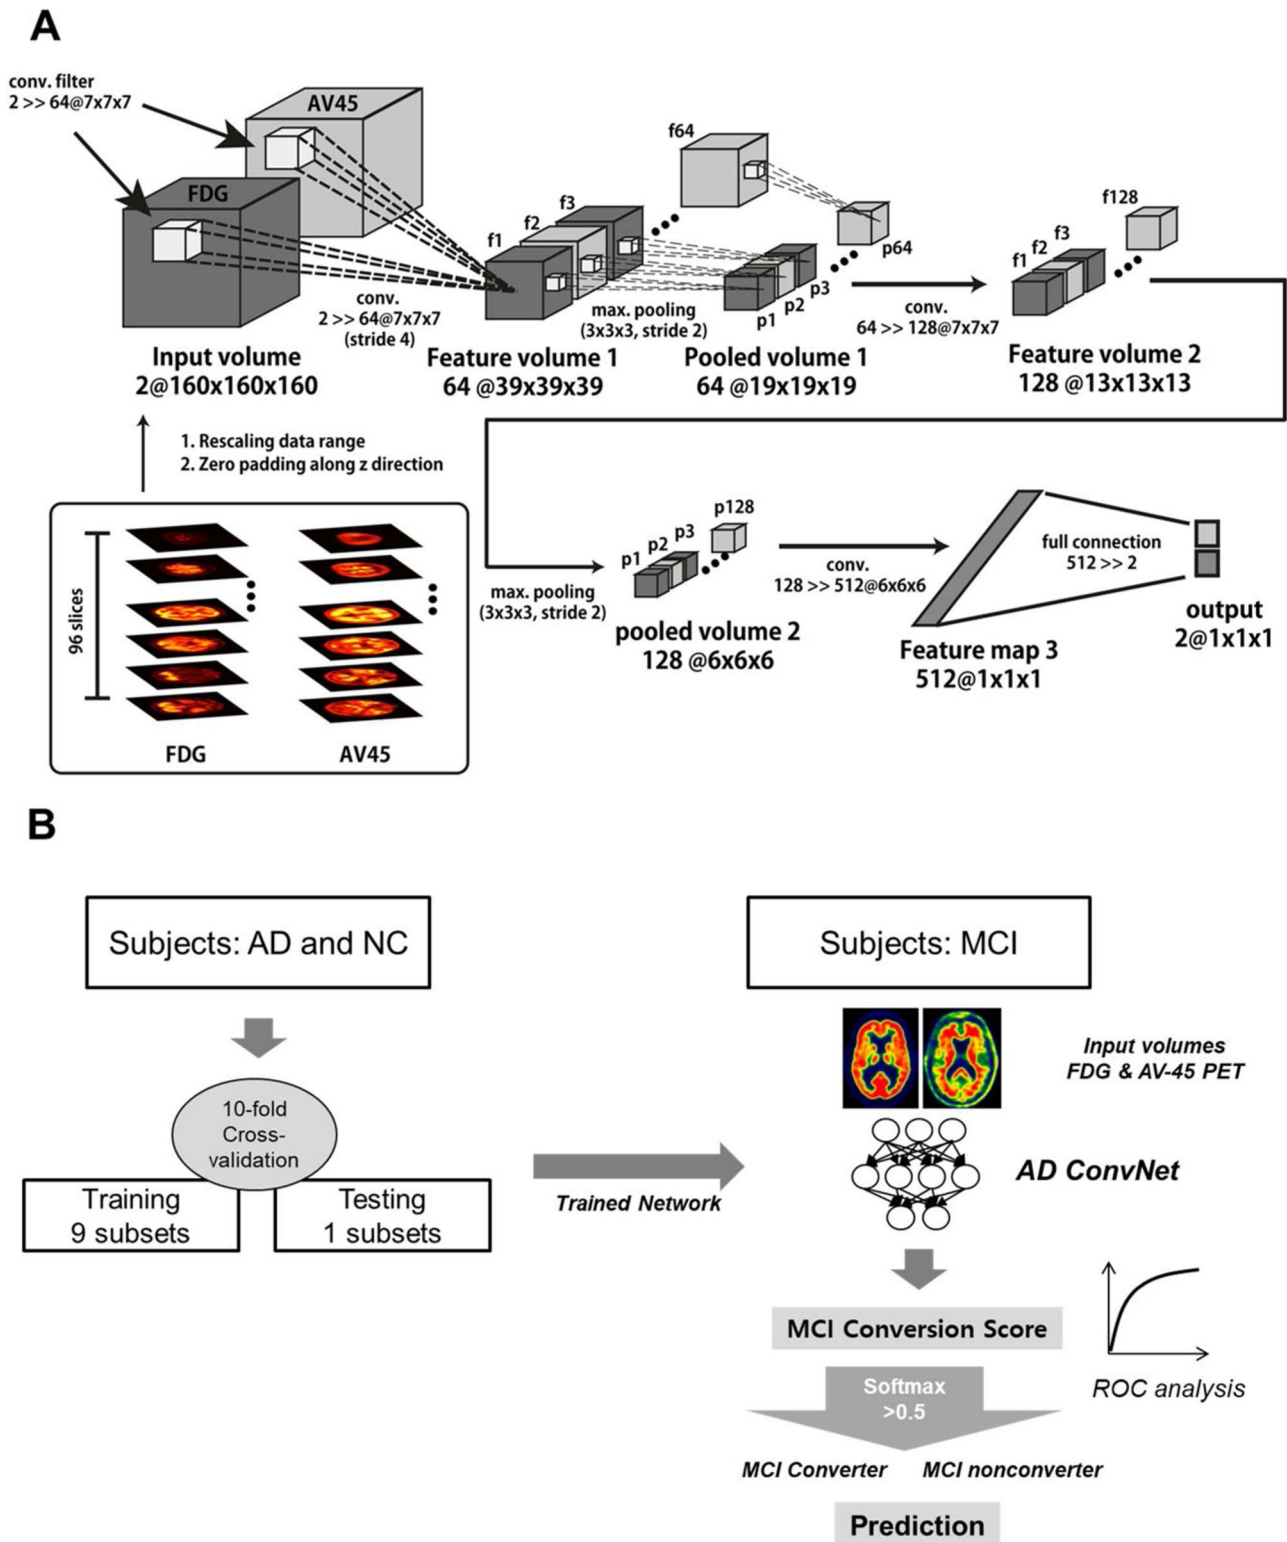 A
conv. filter
2 >> 64@7x7x7
AV45
FDG
conv.
2 >> 64@7x7x7
(stride 4)
f1
f2
f3
f64
max. pooling
(3x3x3, stride 2)
p1
p2
p3
p64
conv.
64 >> 128@7x7x7
f1
f2
f3
f128
Input volume
2@160x160x160
Feature volume 1
64 @39x39x39
Pooled volume 1
64 @19x19x19
Feature volume 2
128 @13x13x13
1. Rescaling data range
2. Zero padding along z direction
96 slices
FDG
AV45
max. pooling
(3x3x3, stride 2)
p1
p2
p3
p128
pooled volume 2
128 @6x6x6
conv.
128 >> 512@6x6x6
Feature map 3
512@1x1x1
full connection
512 >> 2
output
2@1x1x1
B
Subjects: AD and NC
10-fold
Cross-
validation
Training
9 subsets
Testing
1 subsets
Trained Network
Subjects: MCI
Input volumes
FDG & AV-45 PET
AD ConvNet
MCI Conversion Score
ROC analysis
Softmax
>0.5
MCI Converter
MCI nonconverter
Prediction